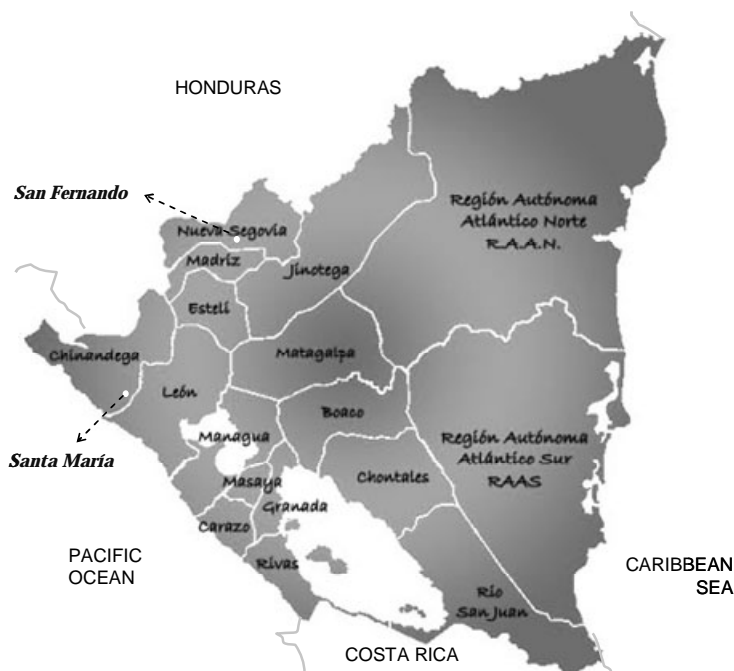 HONDURAS
San Fernando
Nueva Segovia
Madríz
Jinotega
Región Autónoma
Atlántico Norte
R.A.A.N.
Estelí
Chinandega
Matagalpa
León
Boaco
Santa María
Managua
Región Autónoma
Atlántico Sur
RAAS
Masaya
Chontales
Granada
Carazo
Rivas
PACIFIC
OCEAN
CARIBBEAN
SEA
Río
San Juan
COSTA RICA